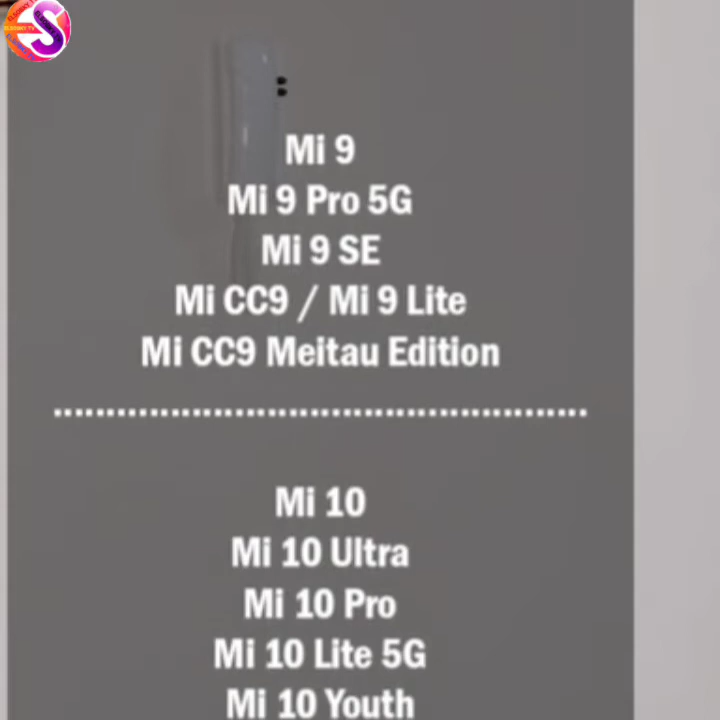 Mi 9
Mi 9 Pro 5G
Mi 9 SE
Mi CC9 / Mi 9 Lite
Mi CC9 Meitau Edition
Mi 10
Mi 10 Ultra
Mi 10 Pro
Mi 10 Lite 5G
Mi 10 Youth